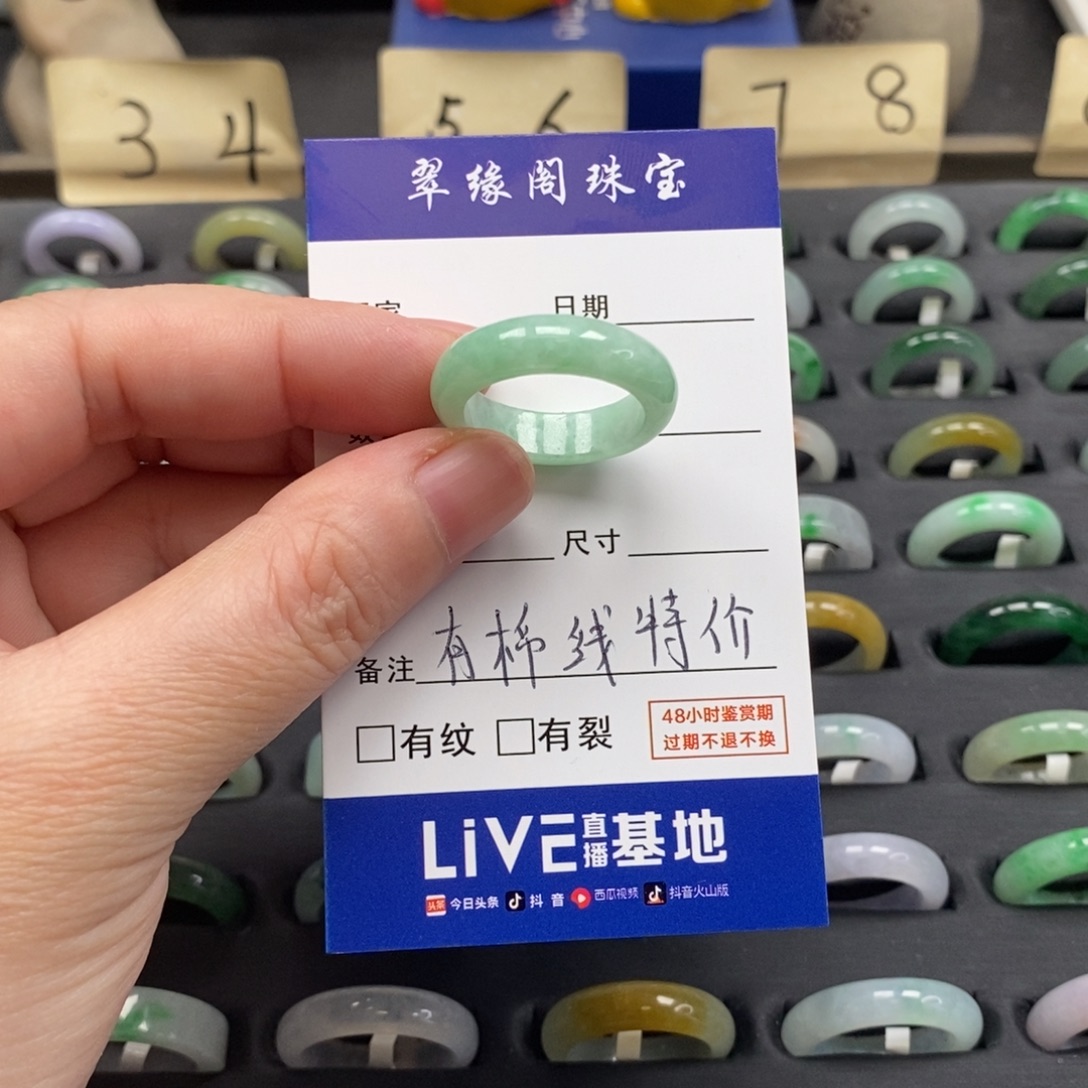 3 4
5 6
7 8
翠缘阁珠宝
日期
尺寸
备注 有棉线特价
□有纹 □有裂
48小时鉴赏期
过期不退不换
LiVE直播基地
头条 今日头条 抖音 西瓜视频 抖音火山版